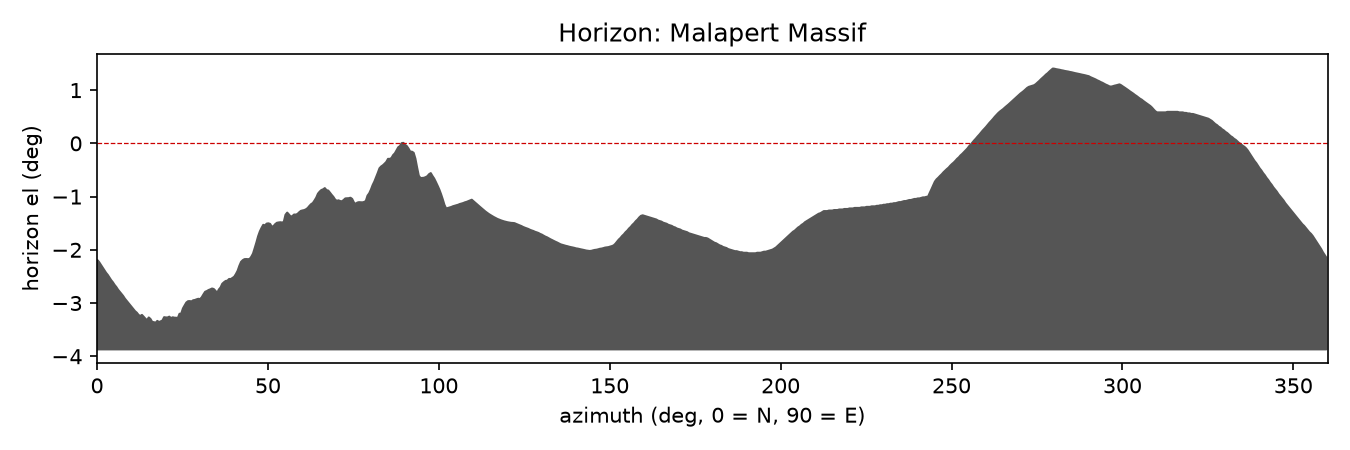 Horizon: Malapert Massif
horizon el (deg)
1
0
−1
−2
−3
−4
0 50 100 150 200 250 300 350
azimuth (deg, 0 = N, 90 = E)